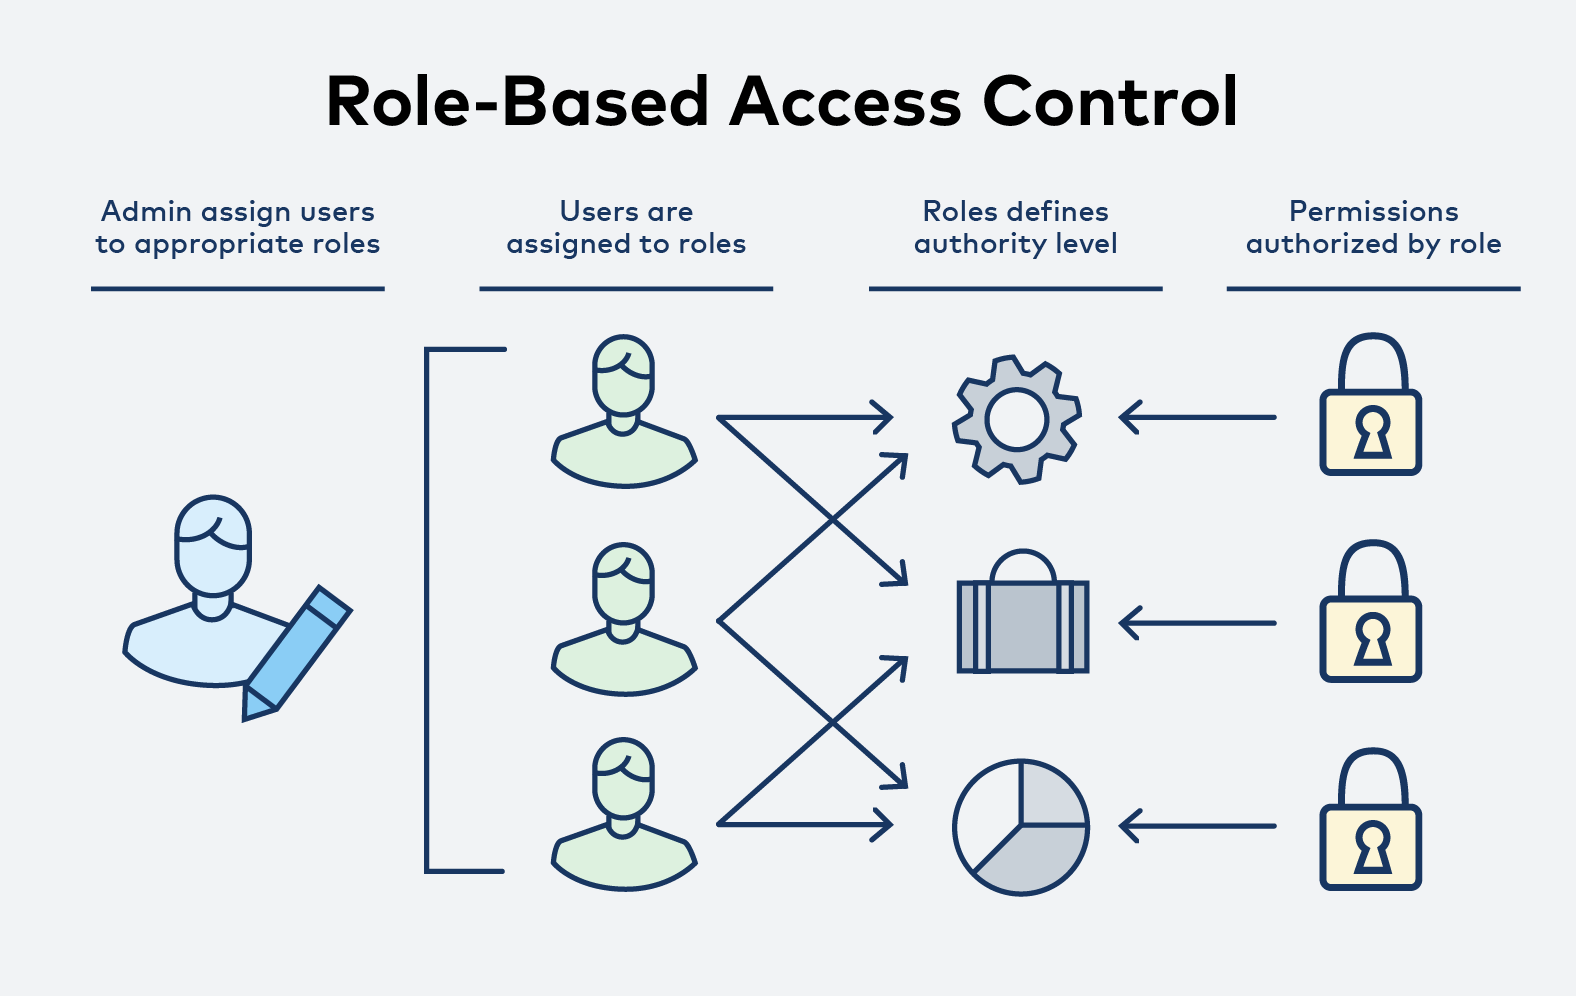 Role-Based Access Control
Admin assign users
to appropriate roles
Users are
assigned to roles
Roles defines
authority level
Permissions
authorized by role